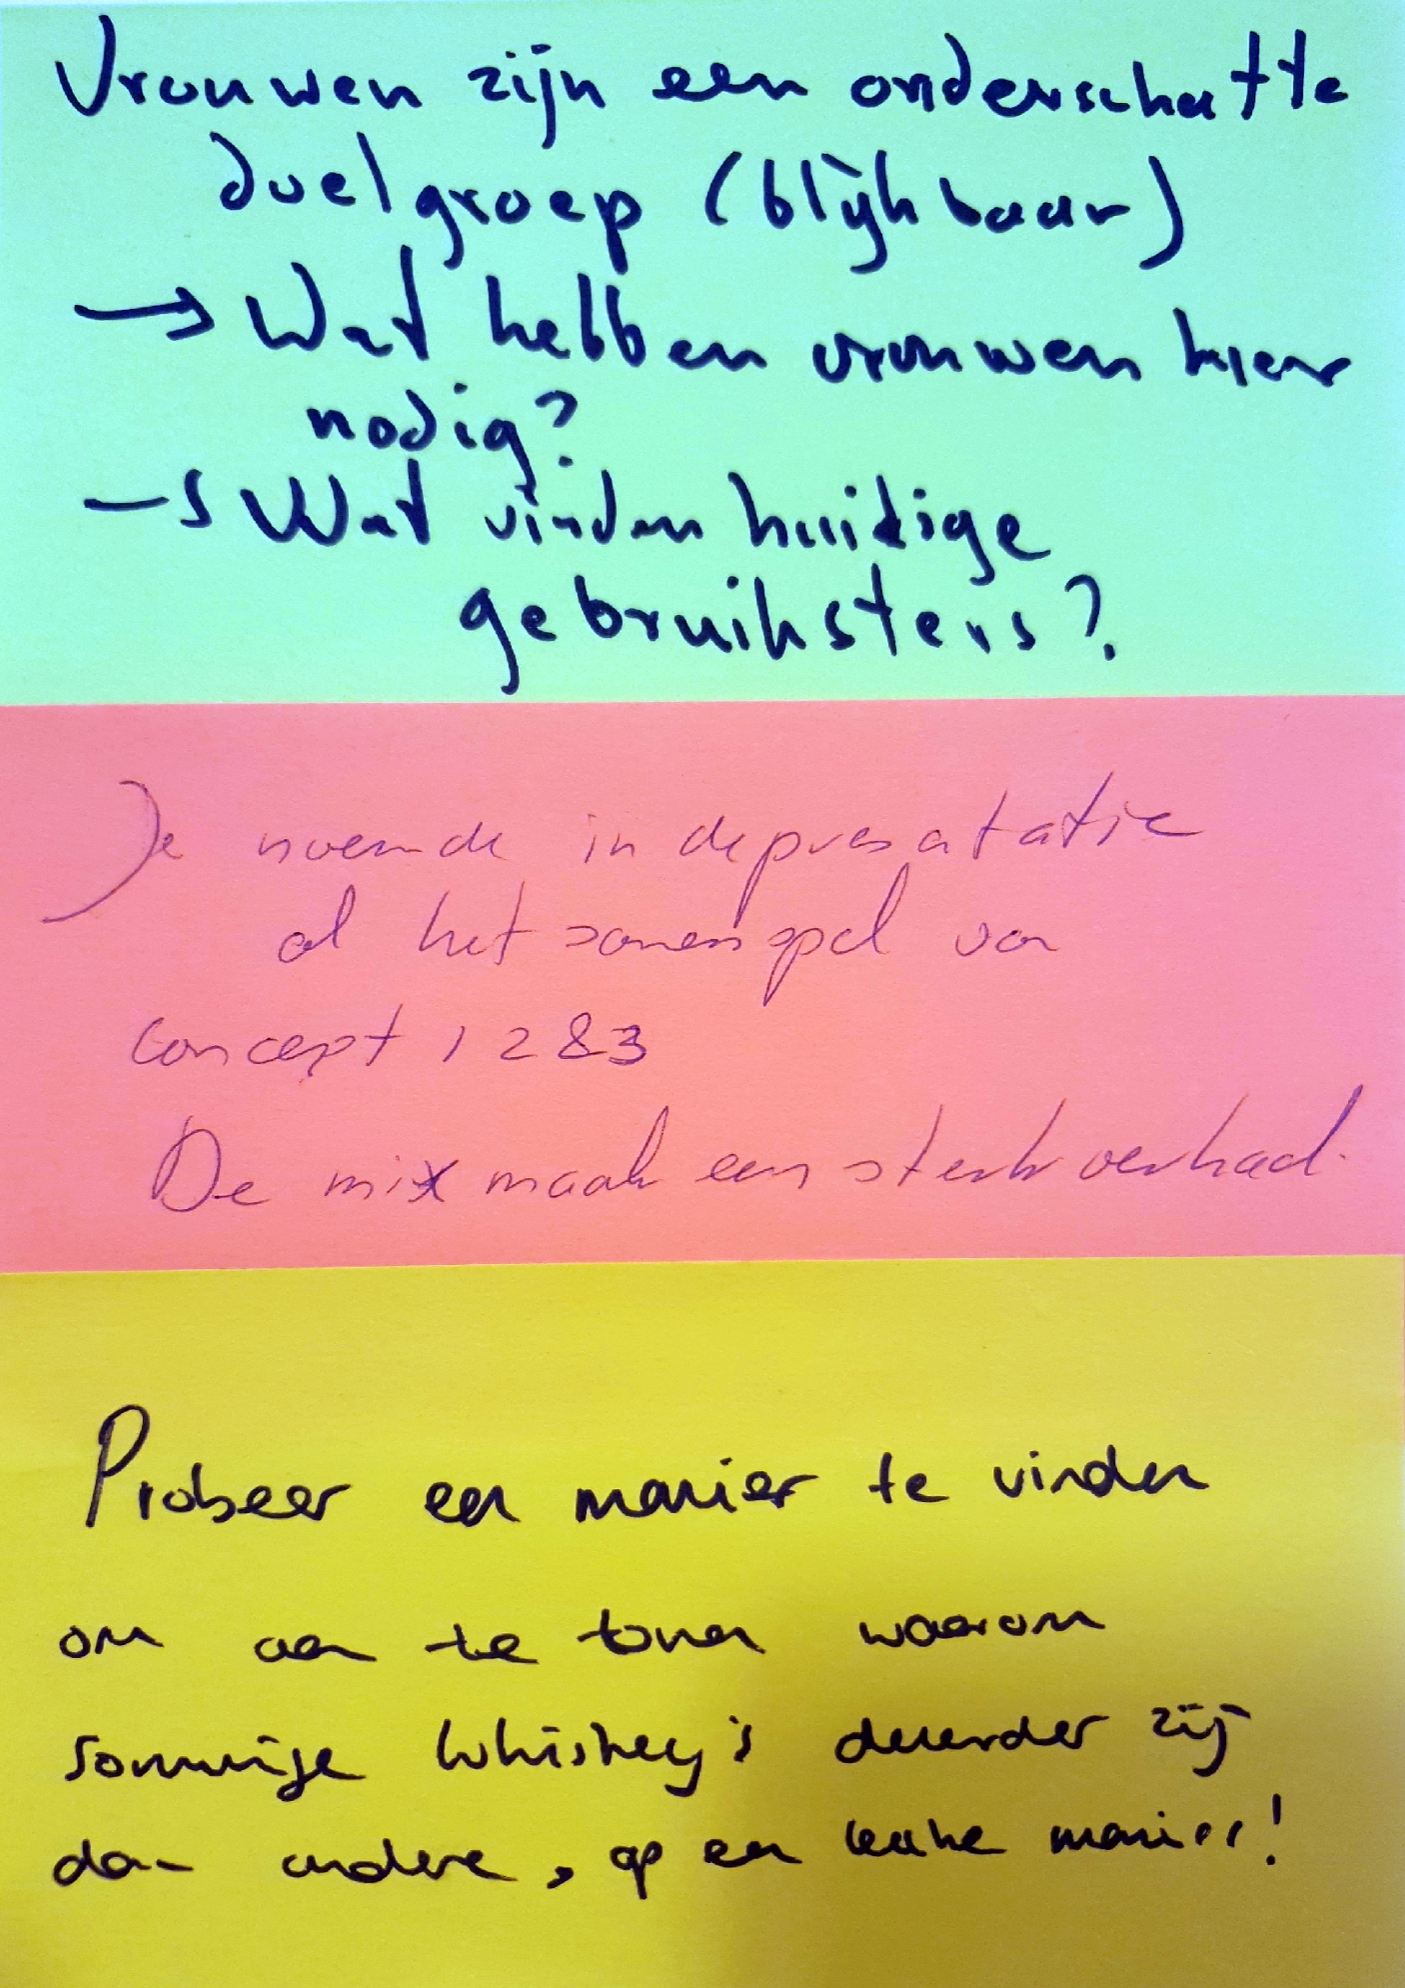 Vrouwen zijn een onderschatte
doelgroep (blijkbaar)
→ Wat hebben vrouwen hier
nodig?
→ Wat vinden huidige
gebruiksters?
Je noemde in de presentatie
al het samenspel van
concept 1 2 & 3
De mix maak een sterk verhaal.
Probeer een manier te vinden
om aan te tonen waarom
sommige Whiskey's duurder zij
dan andere, op een leuke manier!